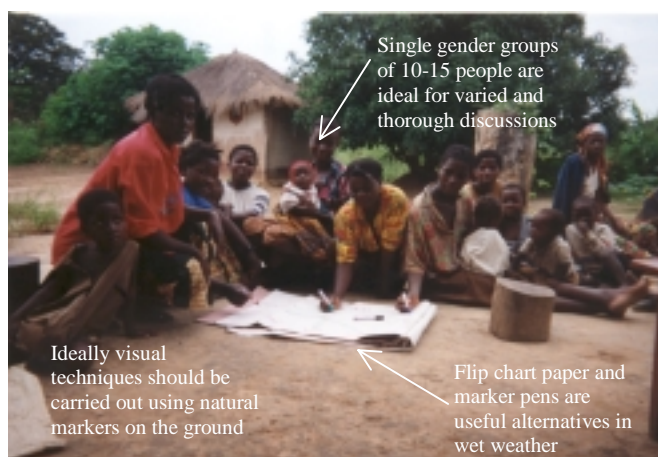 Single gender groups
of 10-15 people are
ideal for varied and
thorough discussions
Ideally visual
techniques should be
carried out using natural
markers on the ground
Flip chart paper and
marker pens are
useful alternatives in
wet weather